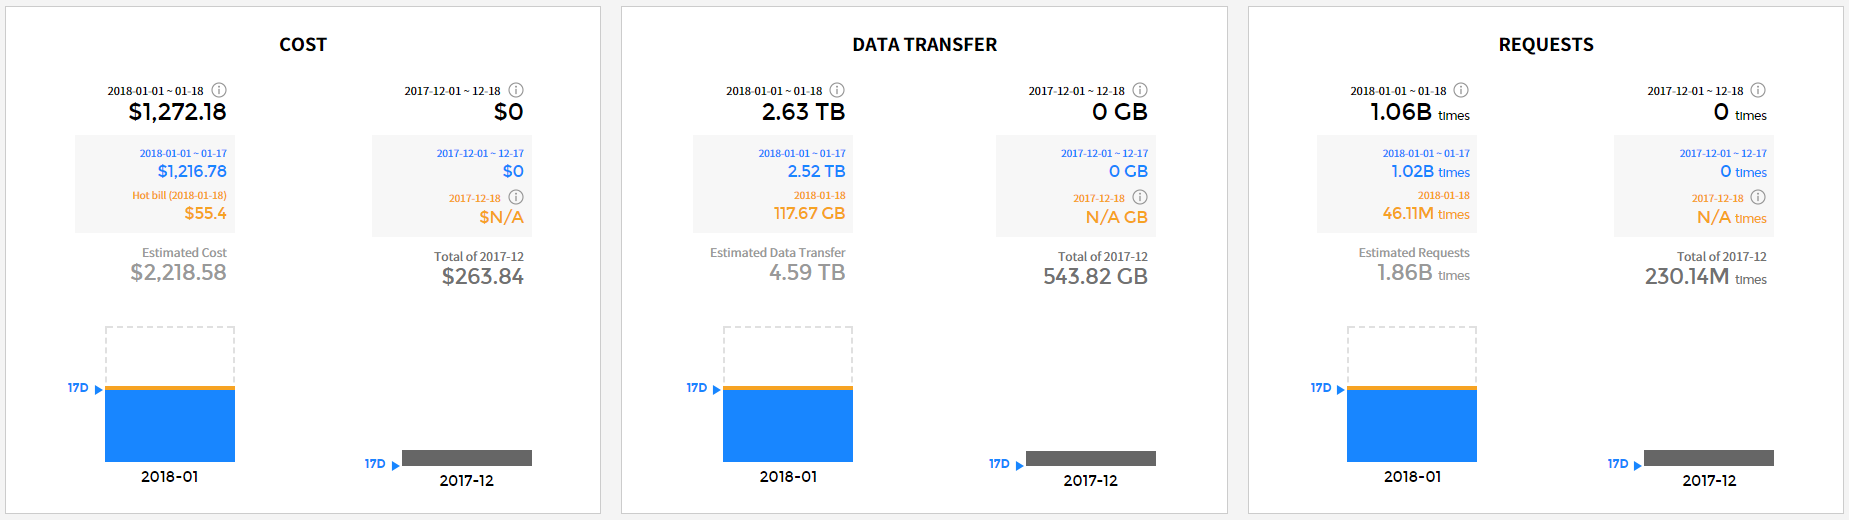 COST
2018-01-01 ~ 01-18
$1,272.18
2018-01-01 ~ 01-17
$1,216.78
Hot bill (2018-01-18)
$55.4
Estimated Cost
$2,218.58
17D
2018-01
2017-12-01 ~ 12-18
$0
2017-12-01 ~ 12-17
$0
2017-12-18
$N/A
Total of 2017-12
$263.84
17D
2017-12
DATA TRANSFER
2018-01-01 ~ 01-18
2.63 TB
2018-01-01 ~ 01-17
2.52 TB
2018-01-18
117.67 GB
Estimated Data Transfer
4.59 TB
17D
2018-01
2017-12-01 ~ 12-18
0 GB
2017-12-01 ~ 12-17
0 GB
2017-12-18
N/A GB
Total of 2017-12
543.82 GB
17D
2017-12
REQUESTS
2018-01-01 ~ 01-18
1.06B times
2018-01-01 ~ 01-17
1.02B times
2018-01-18
46.11M times
Estimated Requests
1.86B times
17D
2018-01
2017-12-01 ~ 12-18
0 times
2017-12-01 ~ 12-17
0 times
2017-12-18
N/A times
Total of 2017-12
230.14M times
17D
2017-12